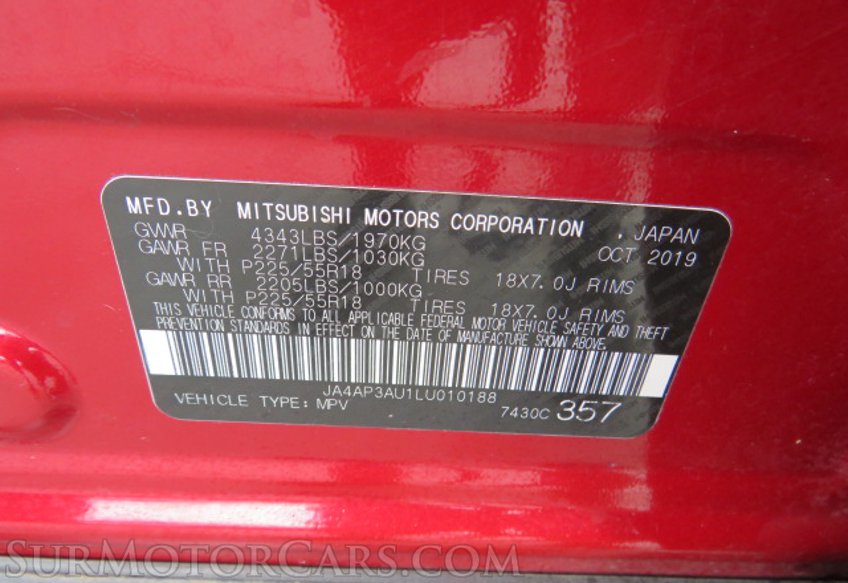 MFD.BY MITSUBISHI MOTORS CORPORATION , JAPAN
GVWR 4343LBS/1970KG OCT 2019
GAWR FR 2271LBS/1030KG
WITH P225/55R18 TIRES 18X7.0J RIMS
GAWR RR 2205LBS/1000KG
WITH P225/55R18 TIRES 18X7.0J RIMS
THIS VEHICLE CONFORMS TO ALL APPLICABLE FEDERAL MOTOR VEHICLE SAFETY AND THEFT
PREVENTION STANDARDS IN EFFECT ON THE DATE OF MANUFACTURE SHOWN ABOVE.
JA4AP3AU1LU010188
VEHICLE TYPE: MPV 7430C 357
SURMOTORCARS.COM